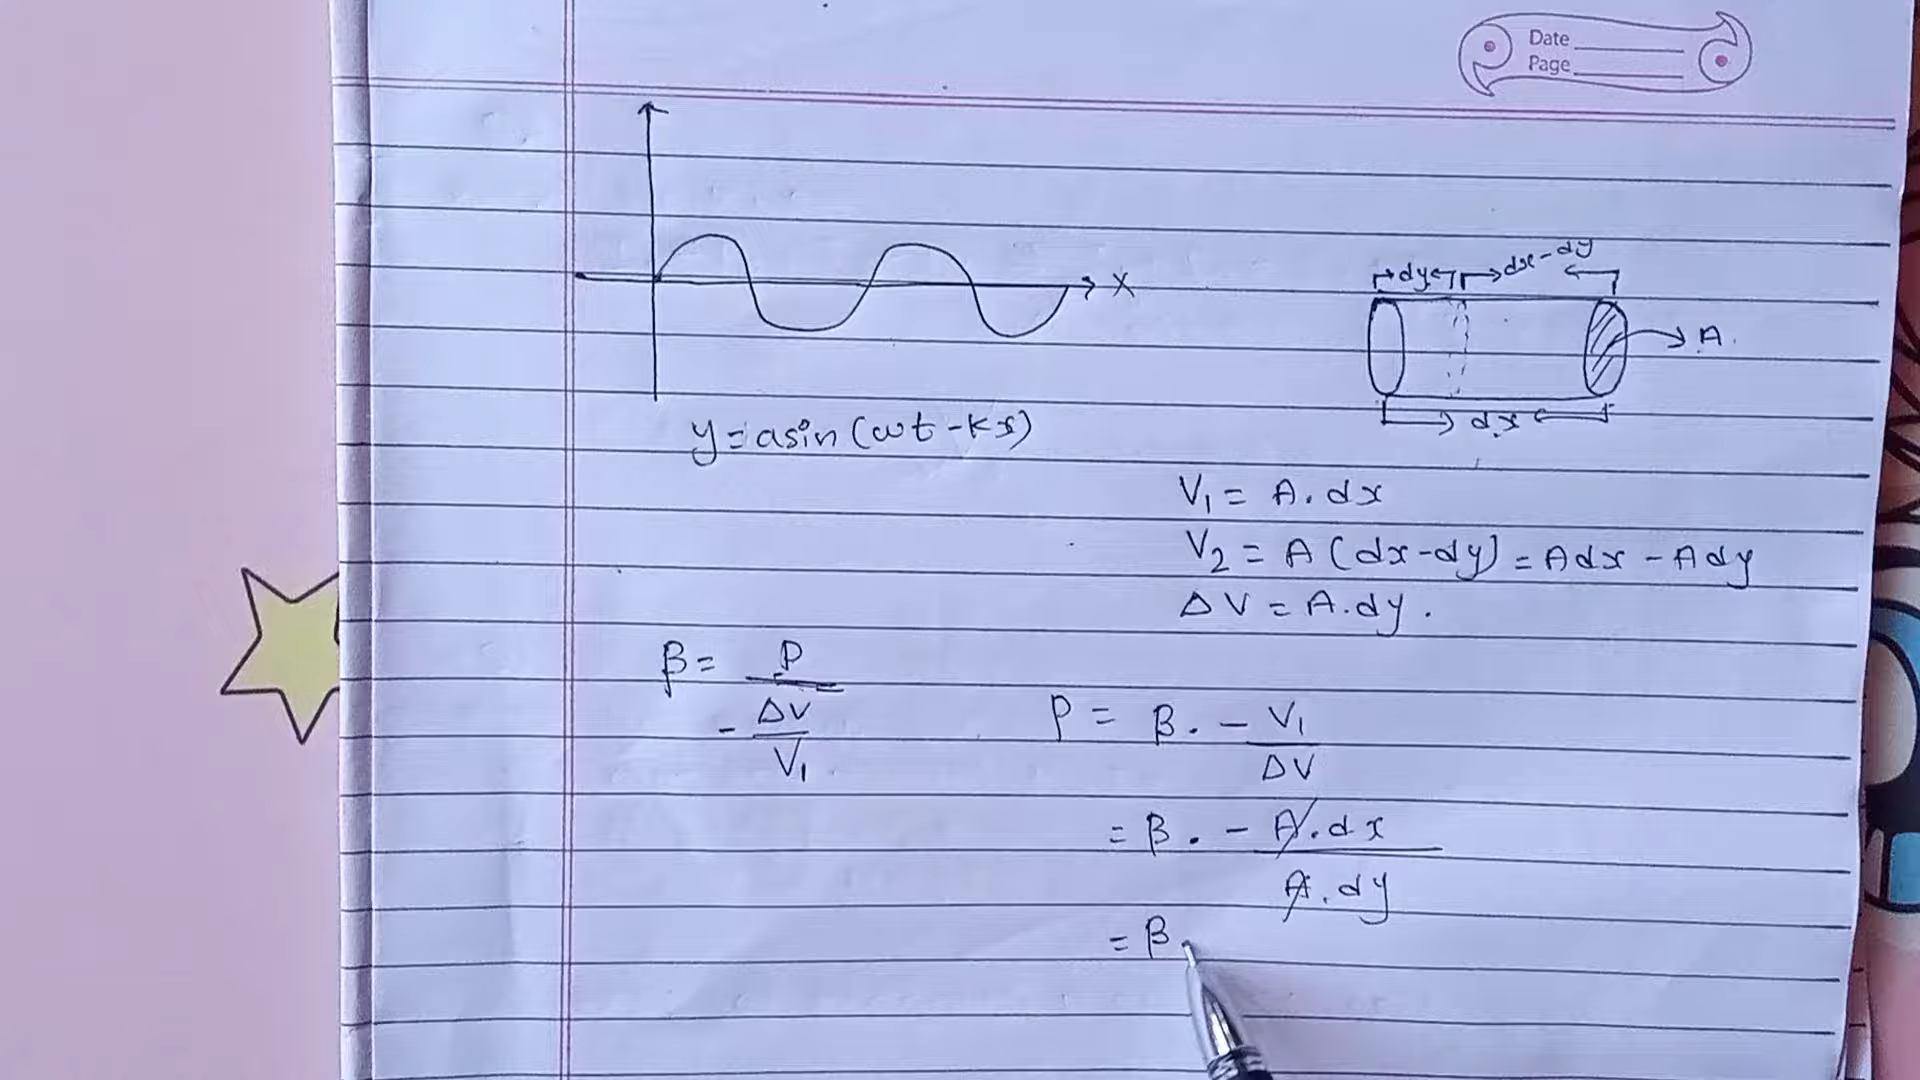 Date
Page
X
dy
dx-dy
A
dx
y = asin(ωt-kx)
V₁ = A.dx
V₂ = A(dx-dy) = Adx - Ady
ΔV = A.dy.
β = P / - ΔV / V₁
P = β. - V₁ / ΔV
= β. - A.dx / A.dy
= β.